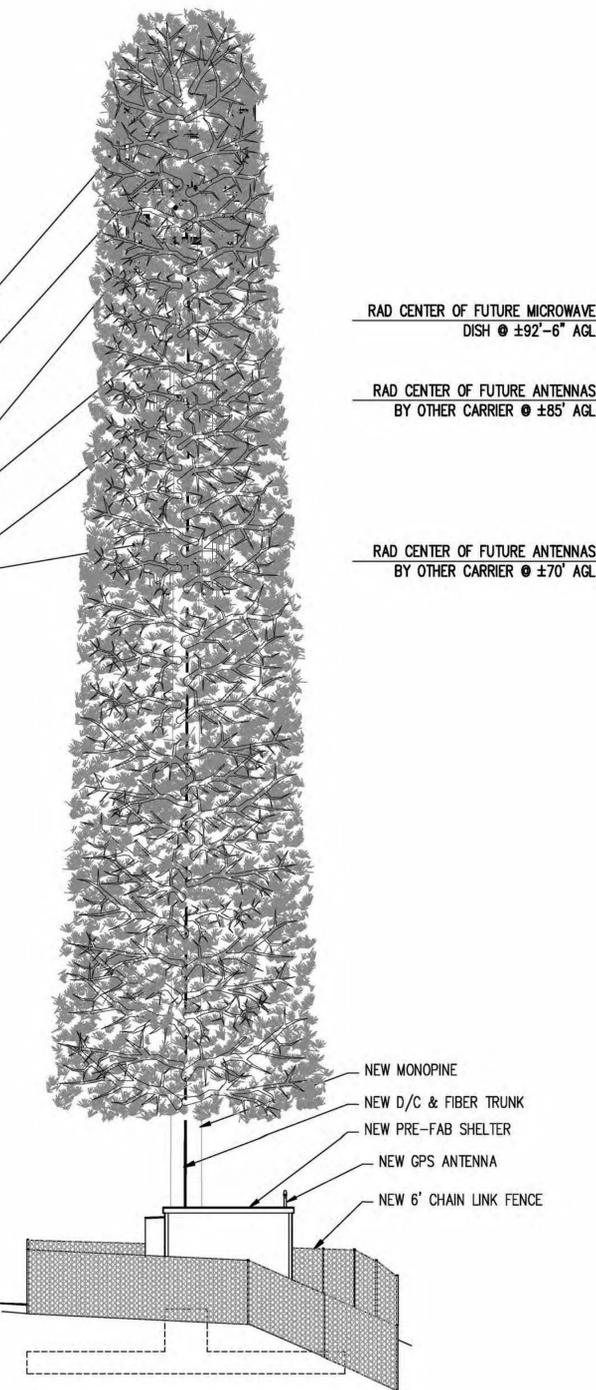 RAD CENTER OF FUTURE MICROWAVE
DISH @ ±92'-6" AGL
RAD CENTER OF FUTURE ANTENNAS
BY OTHER CARRIER @ ±85' AGL
RAD CENTER OF FUTURE ANTENNAS
BY OTHER CARRIER @ ±70' AGL
NEW MONOPINE
NEW D/C & FIBER TRUNK
NEW PRE-FAB SHELTER
NEW GPS ANTENNA
NEW 6' CHAIN LINK FENCE